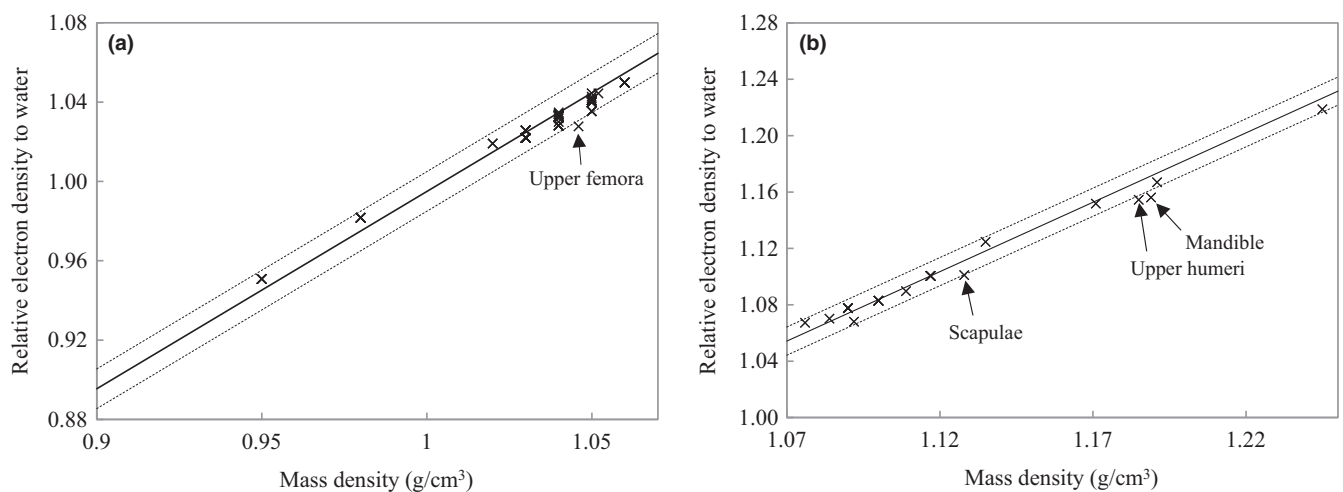 (a)
Relative electron density to water
1.08
1.04
1.00
0.96
0.92
0.88
Upper femora
0.9
0.95
1
1.05
Mass density (g/cm³)
(b)
Relative electron density to water
1.28
1.24
1.20
1.16
1.12
1.08
1.04
1.00
Mandible
Upper humeri
Scapulae
1.07
1.12
1.17
1.22
Mass density (g/cm³)